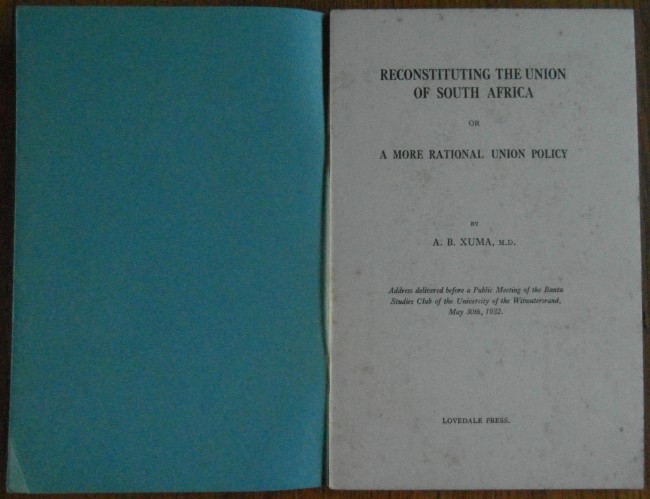 RECONSTITUTING THE UNION
OF SOUTH AFRICA
OR
A MORE RATIONAL UNION POLICY
BY
A. B. XUMA, M.D.
Address delivered before a Public Meeting of the Bantu
Studies Club of the University of the Witwatersrand,
May 30th, 1932.
LOVEDALE PRESS.